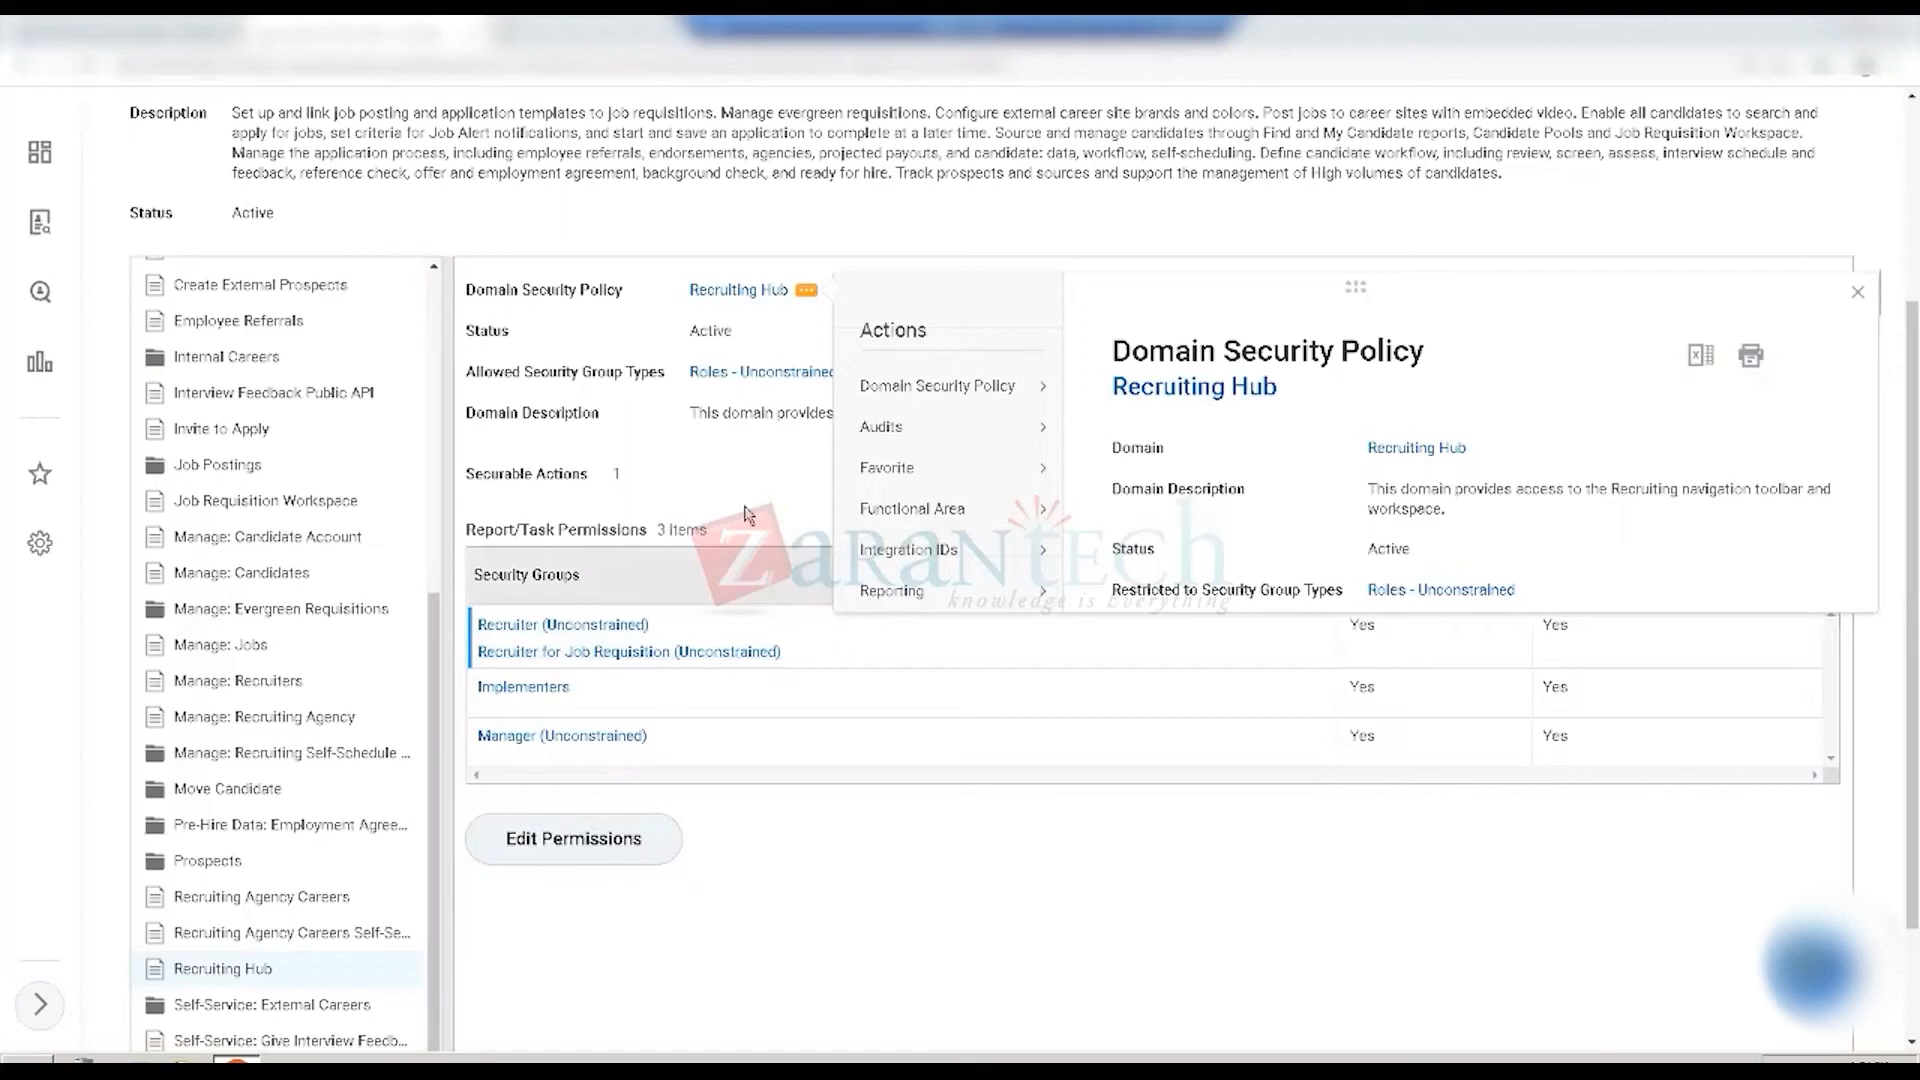 Description Set up and link job posting and application templates to job requisitions. Manage evergreen requisitions. Configure external career site brands and colors. Post jobs to career sites with embedded video. Enable all candidates to search and
apply for jobs, set criteria for Job Alert notifications, and start and save an application to complete at a later time. Source and manage candidates through Find and My Candidate reports, Candidate Pools and Job Requisition Workspace.
Manage the application process, including employee referrals, endorsements, agencies, projected payouts, and candidate: data, workflow, self-scheduling. Define candidate workflow, including review, screen, assess, interview schedule and
feedback, reference check, offer and employment agreement, background check, and ready for hire. Track prospects and sources and support the management of High volumes of candidates.
Status Active
Create External Prospects
Employee Referrals
Internal Careers
Interview Feedback Public API
Invite to Apply
Job Postings
Job Requisition Workspace
Manage: Candidate Account
Manage: Candidates
Manage: Evergreen Requisitions
Manage: Jobs
Manage: Recruiters
Manage: Recruiting Agency
Manage: Recruiting Self-Schedule ...
Move Candidate
Pre-Hire Data: Employment Agree...
Prospects
Recruiting Agency Careers
Recruiting Agency Careers Self-Se...
Recruiting Hub
Self-Service: External Careers
Self-Service: Give Interview Feedb...
Domain Security Policy Recruiting Hub
Status Active
Allowed Security Group Types Roles - Unconstrained
Domain Description This domain provides
Securable Actions 1
Report/Task Permissions 3 items
Security Groups
Recruiter (Unconstrained) Yes Yes
Recruiter for Job Requisition (Unconstrained)
Implementers Yes Yes
Manager (Unconstrained) Yes Yes
Edit Permissions
Actions
Domain Security Policy
Audits
Favorite
Functional Area
Integration IDs
Reporting
Domain Security Policy
Recruiting Hub
Domain Recruiting Hub
Domain Description This domain provides access to the Recruiting navigation toolbar and
workspace.
Status Active
Restricted to Security Group Types Roles - Unconstrained
ZaranTech
knowledge is Everything